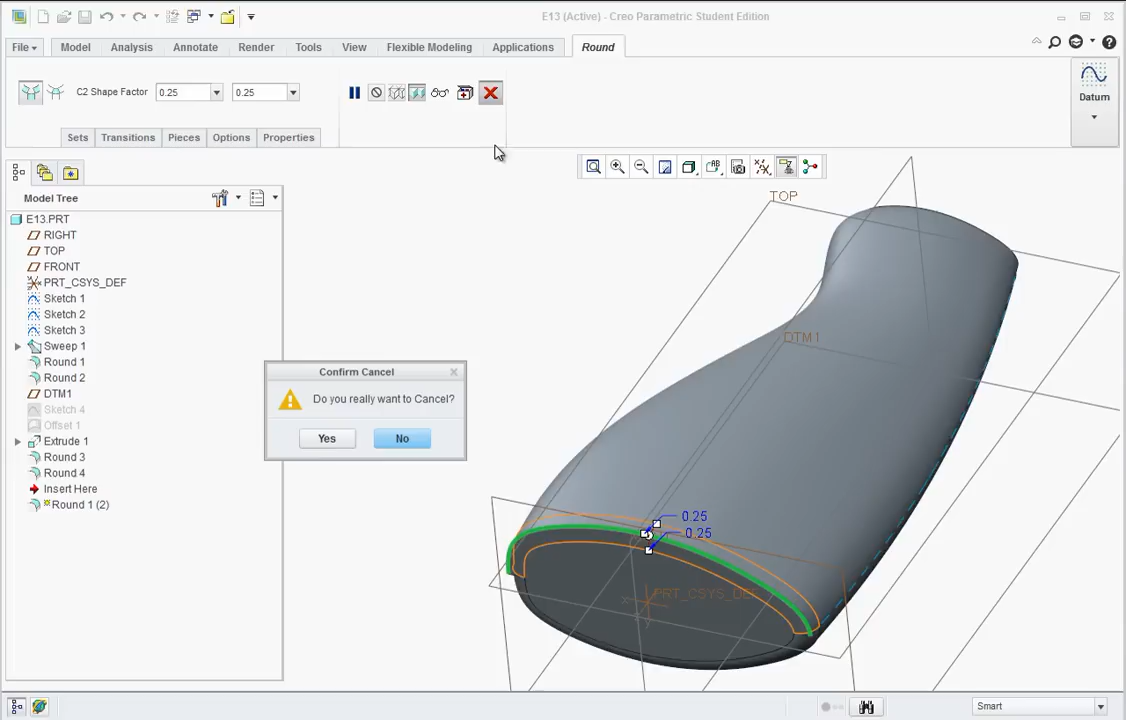 E13 (Active) - Creo Parametric Student Edition
File Model Analysis Annotate Render Tools View Flexible Modeling Applications Round
C2 Shape Factor 0.25 0.25
Datum
Sets Transitions Pieces Options Properties
Model Tree
E13.PRT
RIGHT
TOP
FRONT
PRT_CSYS_DEF
Sketch 1
Sketch 2
Sketch 3
Sweep 1
Round 1
Round 2
DTM1
Sketch 4
Offset 1
Extrude 1
Round 3
Round 4
Insert Here
Round 1 (2)
Confirm Cancel
Do you really want to Cancel?
Yes No
TOP
DTM1
0.25
0.25
PRT_CSYS_DEF
Smart